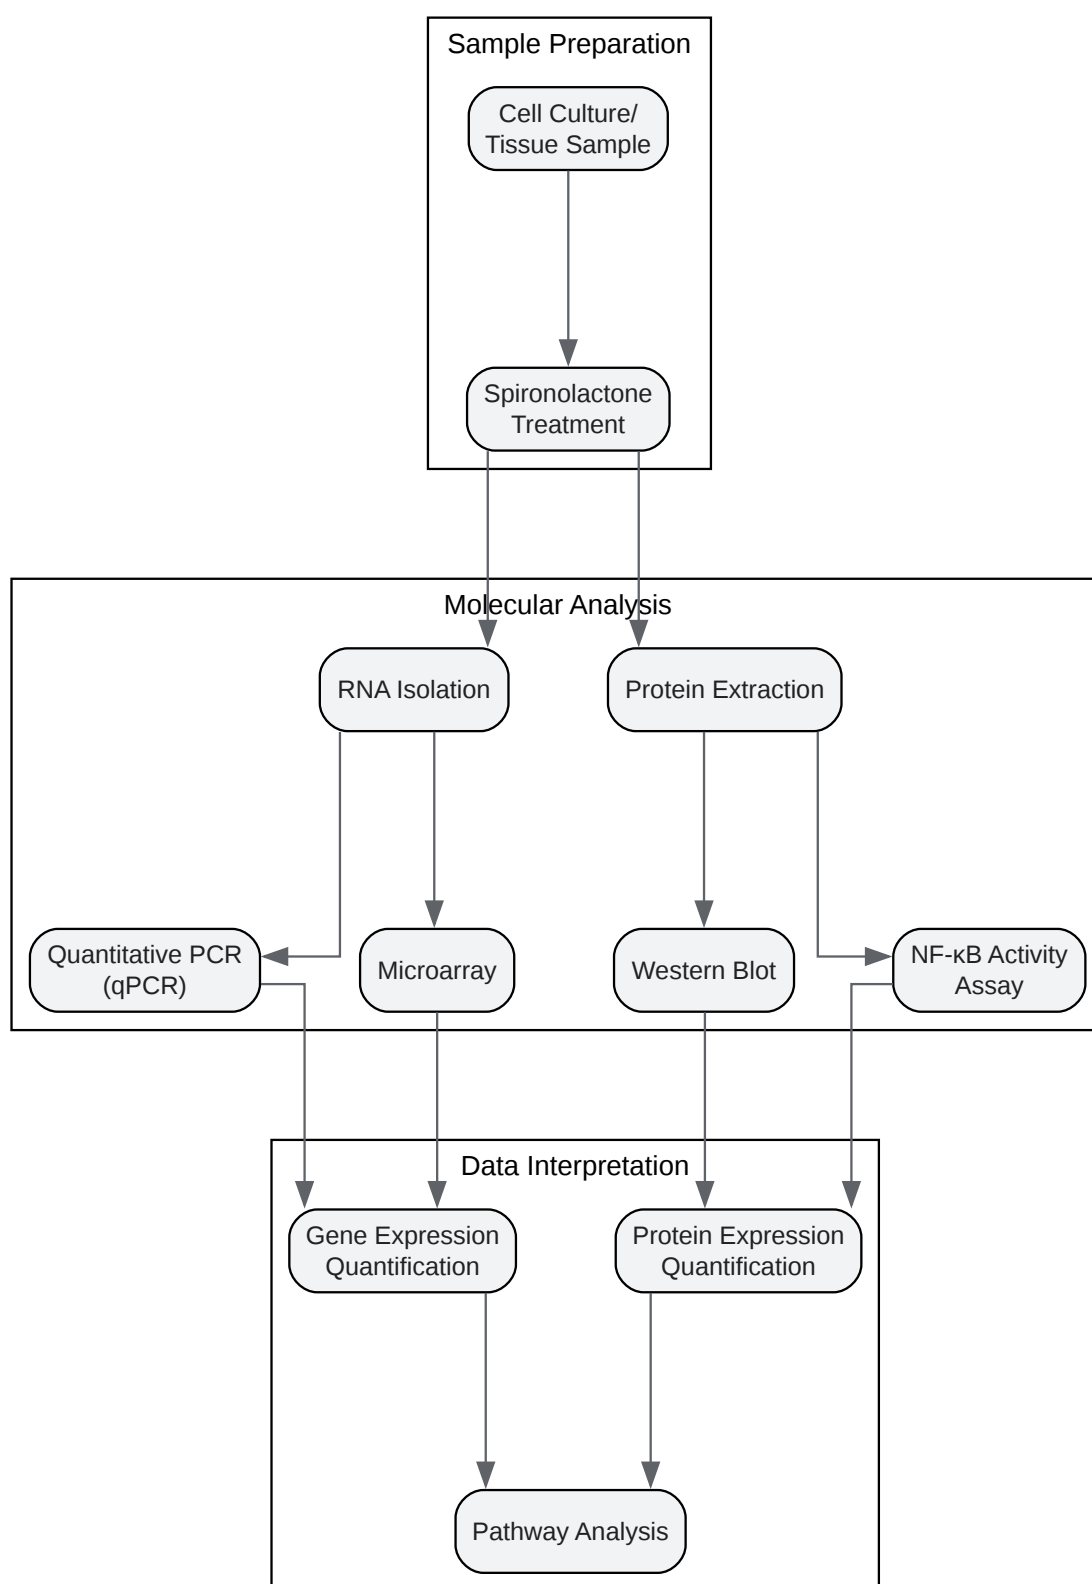 Sample Preparation
Cell Culture/
Tissue Sample
Spironolactone
Treatment
Molecular Analysis
RNA Isolation
Protein Extraction
Quantitative PCR
(qPCR)
Microarray
Western Blot
NF-κB Activity
Assay
Data Interpretation
Gene Expression
Quantification
Protein Expression
Quantification
Pathway Analysis